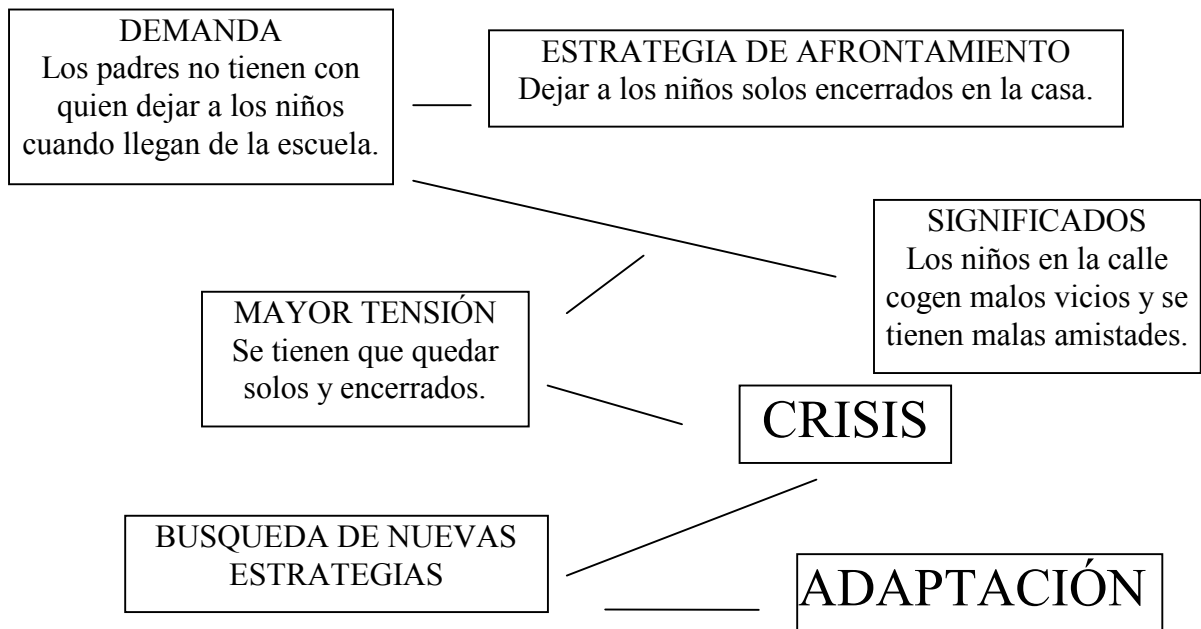 DEMANDA
Los padres no tienen con
quien dejar a los niños
cuando llegan de la escuela.
ESTRATEGIA DE AFRONTAMIENTO
Dejar a los niños solos encerrados en la casa.
SIGNIFICADOS
Los niños en la calle
cogen malos vicios y se
tienen malas amistades.
MAYOR TENSIÓN
Se tienen que quedar
solos y encerrados.
CRISIS
BUSQUEDA DE NUEVAS
ESTRATEGIAS
ADAPTACIÓN